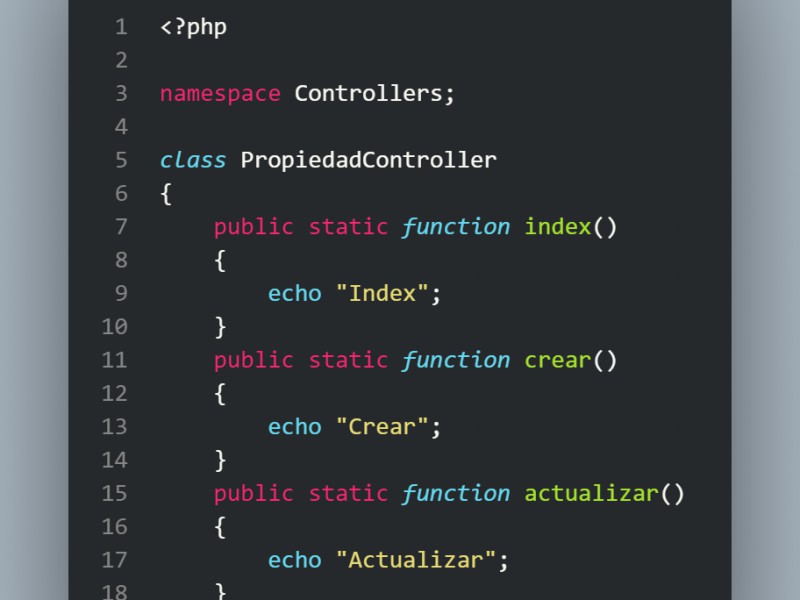 1 <?php
2
3 namespace Controllers;
4
5 class PropiedadController
6 {
7     public static function index()
8     {
9         echo "Index";
10     }
11     public static function crear()
12     {
13         echo "Crear";
14     }
15     public static function actualizar()
16     {
17         echo "Actualizar";
18     }